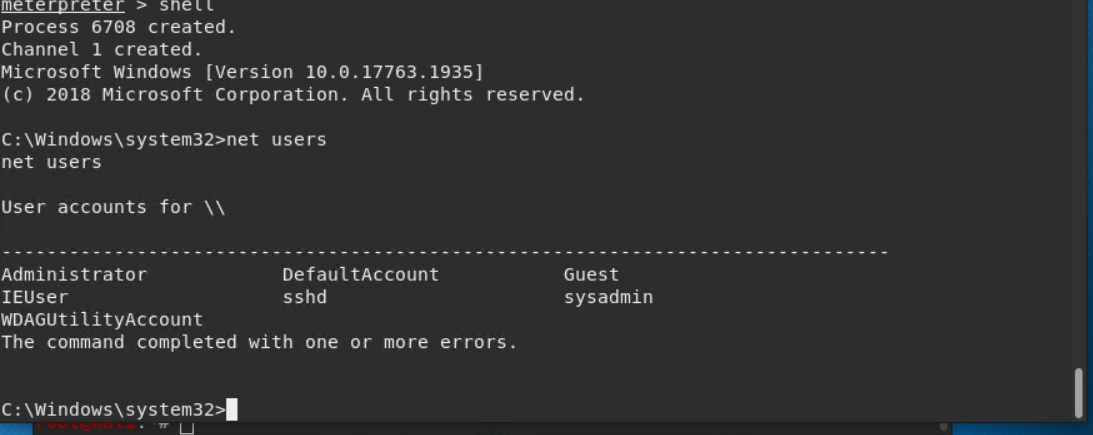 meterpreter > shell
Process 6708 created.
Channel 1 created.
Microsoft Windows [Version 10.0.17763.1935]
(c) 2018 Microsoft Corporation. All rights reserved.
C:\Windows\system32>net users
net users
User accounts for \\
-------------------------------------------------------------------------------
Administrator DefaultAccount Guest
IEUser sshd sysadmin
WDAGUtilityAccount
The command completed with one or more errors.
C:\Windows\system32>